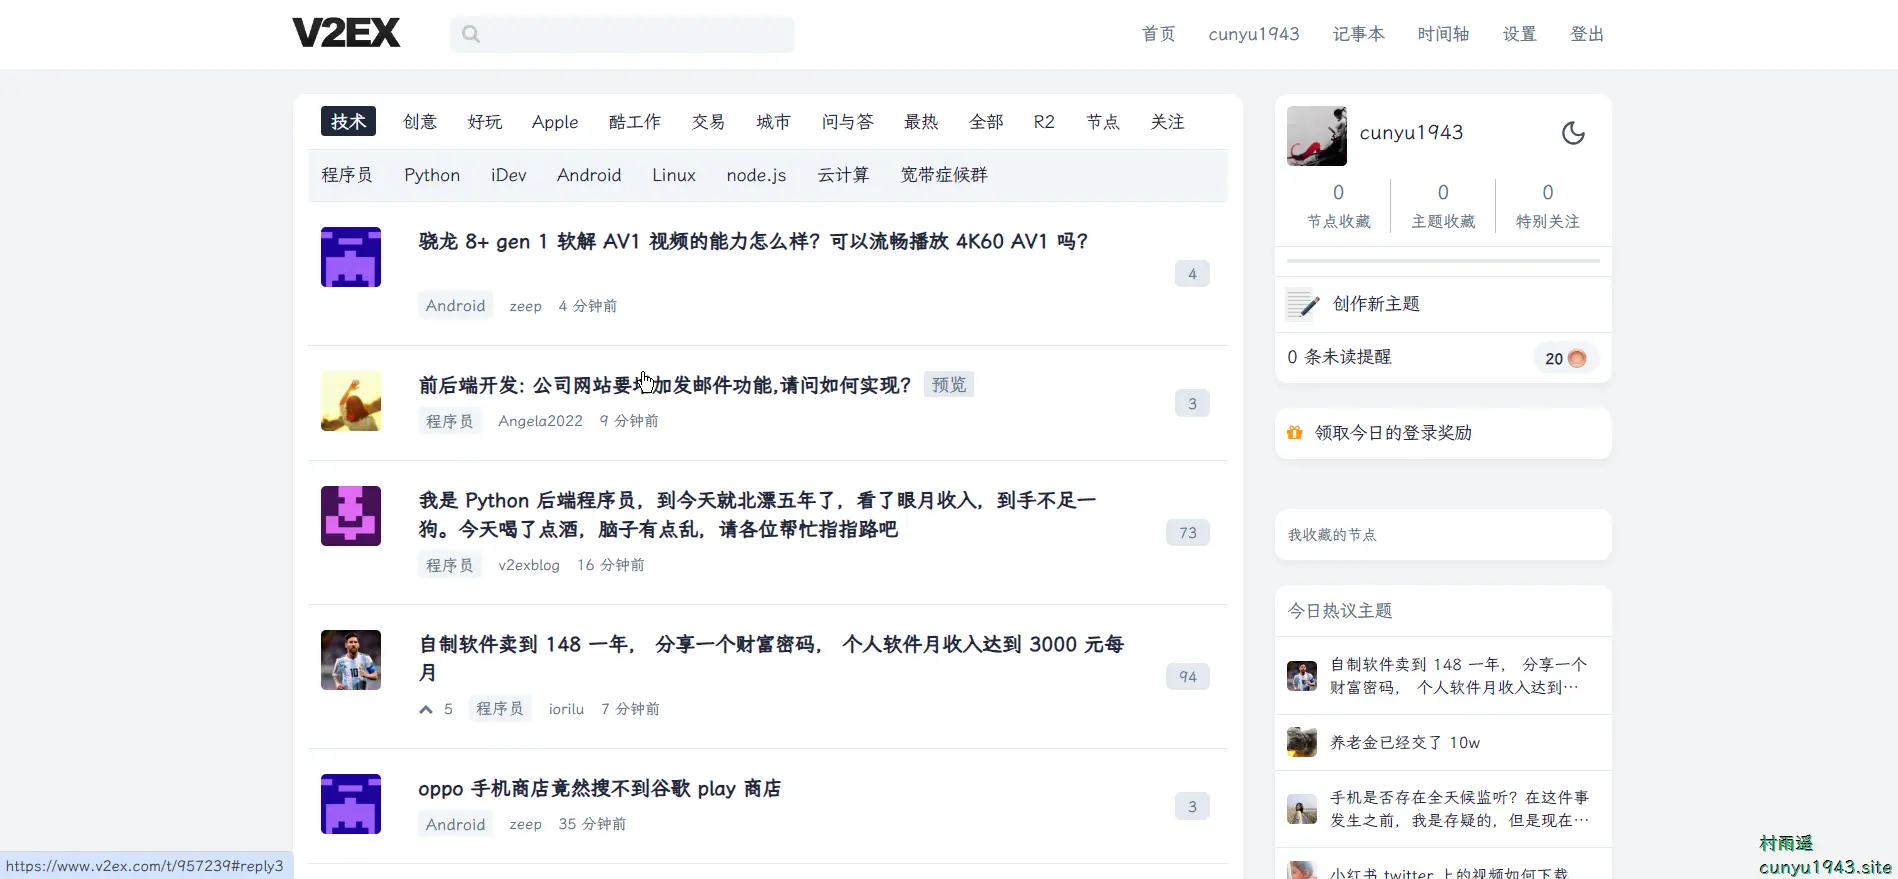 V2EX
首页 cunyu1943 记事本 时间轴 设置 登出
技术 创意 好玩 Apple 酷工作 交易 城市 问与答 最热 全部 R2 节点 关注
程序员 Python iDev Android Linux node.js 云计算 宽带症候群
骁龙 8+ gen 1 软解 AV1 视频的能力怎么样？可以流畅播放 4K60 AV1 吗？
4
Android zeep 4 分钟前
前后端开发: 公司网站要 加发邮件功能,请问如何实现？ 预览
3
程序员 Angela2022 9 分钟前
我是 Python 后端程序员，到今天就北漂五年了，看了眼月收入，到手不足一
狗。今天喝了点酒，脑子有点乱，请各位帮忙指指路吧
73
程序员 v2exblog 16 分钟前
自制软件卖到 148 一年， 分享一个财富密码， 个人软件月收入达到 3000 元每
月
94
5 程序员 iorilu 7 分钟前
oppo 手机商店竟然搜不到谷歌 play 商店
3
Android zeep 35 分钟前
cunyu1943
0 0 0
节点收藏 主题收藏 特别关注
创作新主题
0 条未读提醒 20
领取今日的登录奖励
我收藏的节点
今日热议主题
自制软件卖到 148 一年， 分享一个
财富密码， 个人软件月收入达到…
养老金已经交了 10w
手机是否存在全天候监听？在这件事
发生之前，我是存疑的，但是现在…
小红书 twitter 上的视频如何下载
https://www.v2ex.com/t/957239#reply3
村雨遥
cunyu1943.site